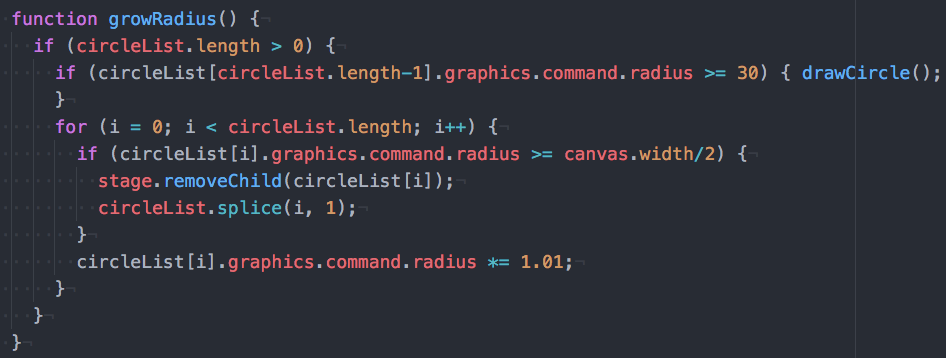 function growRadius() {
  if (circleList.length > 0) {
    if (circleList[circleList.length-1].graphics.command.radius >= 30) { drawCircle();
    }
    for (i = 0; i < circleList.length; i++) {
      if (circleList[i].graphics.command.radius >= canvas.width/2) {
        stage.removeChild(circleList[i]);
        circleList.splice(i, 1);
      }
      circleList[i].graphics.command.radius *= 1.01;
    }
  }
}